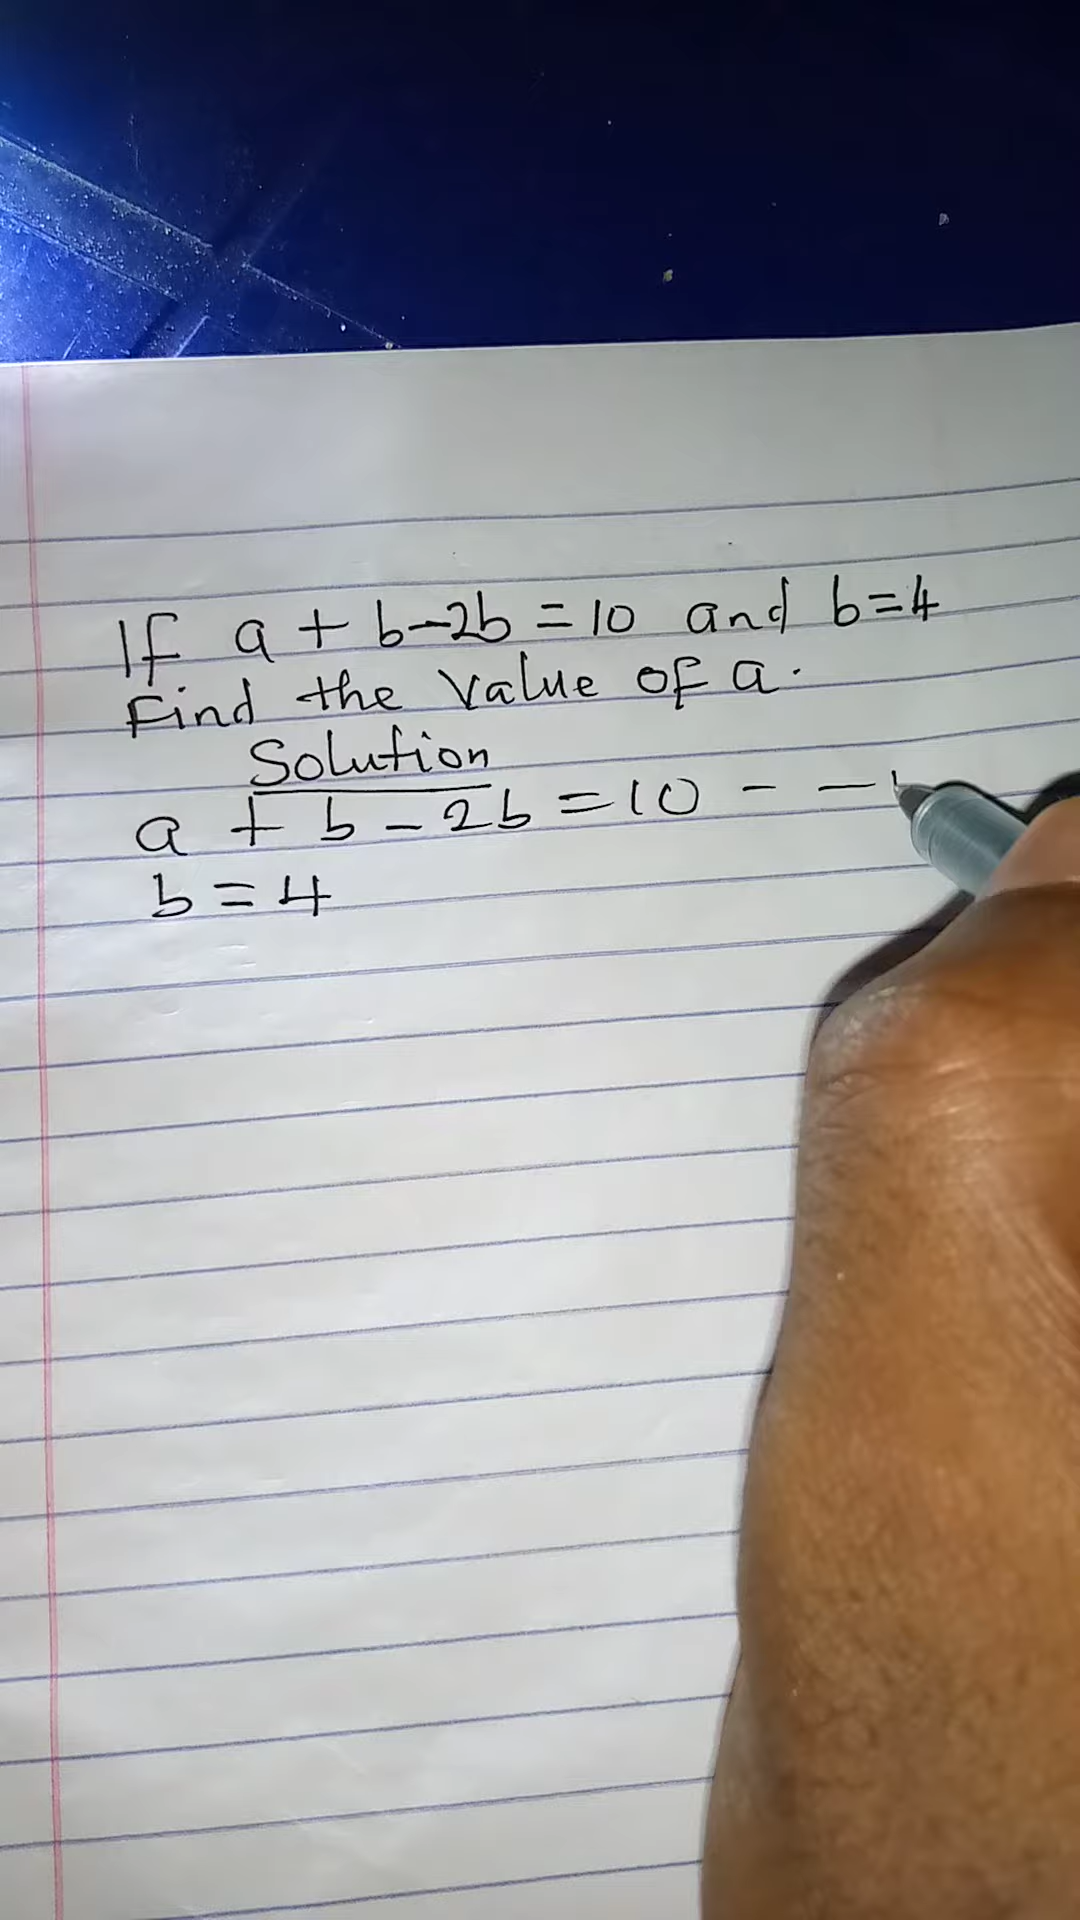 If a + b-2b = 10 and b=4
Find the value of a.
Solution
a + b - 2b = 10 - -
b = 4